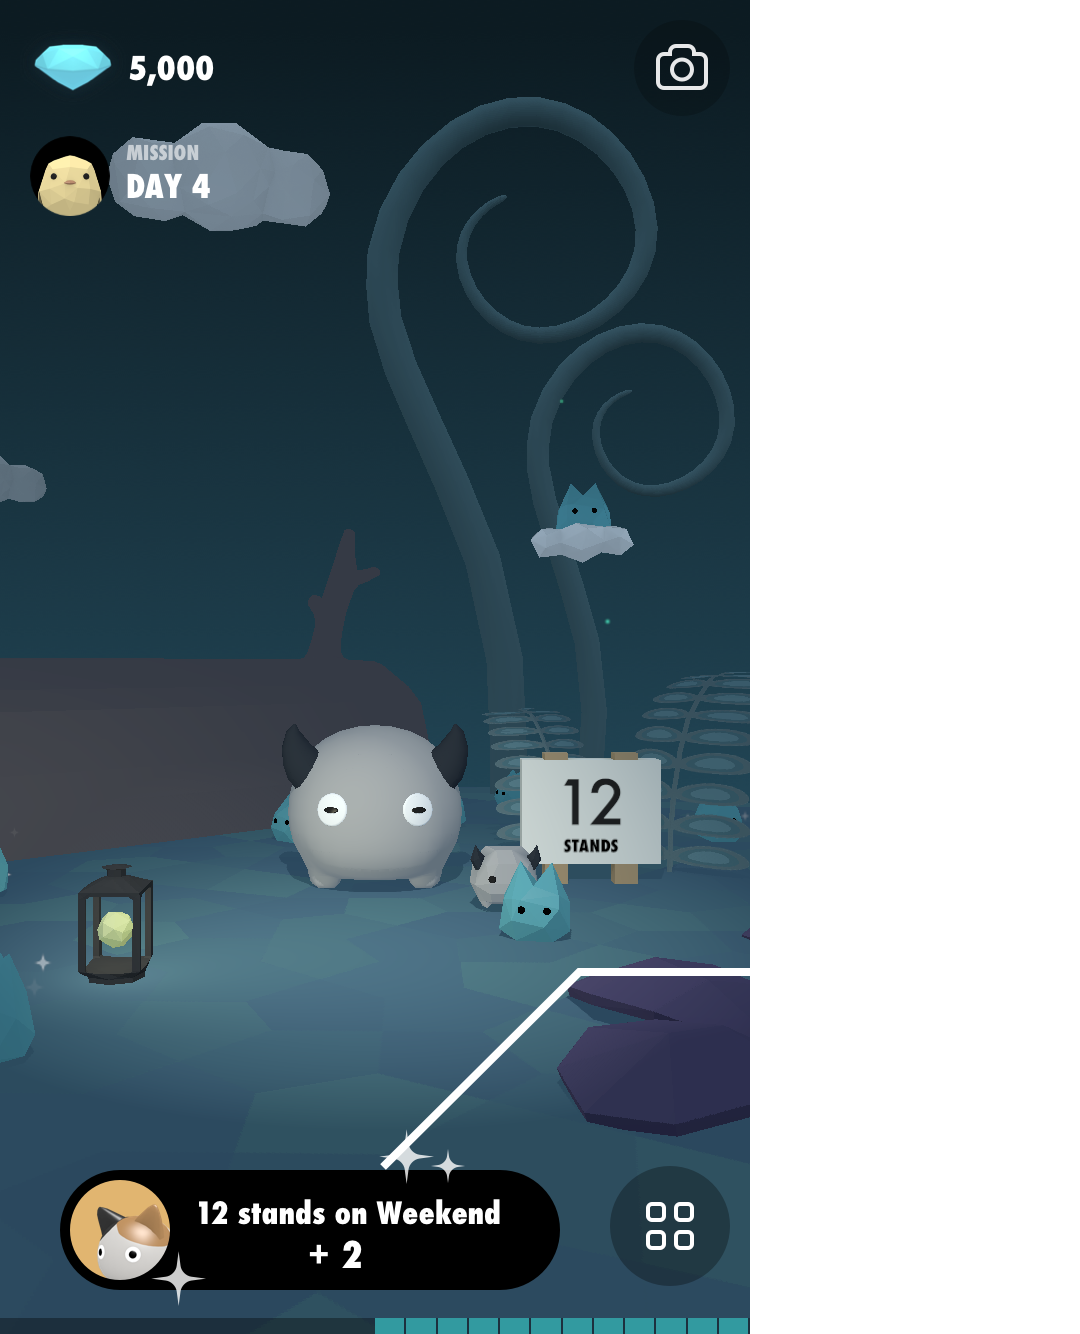 5,000
MISSION
DAY 4
12
STANDS
12 stands on Weekend
+ 2